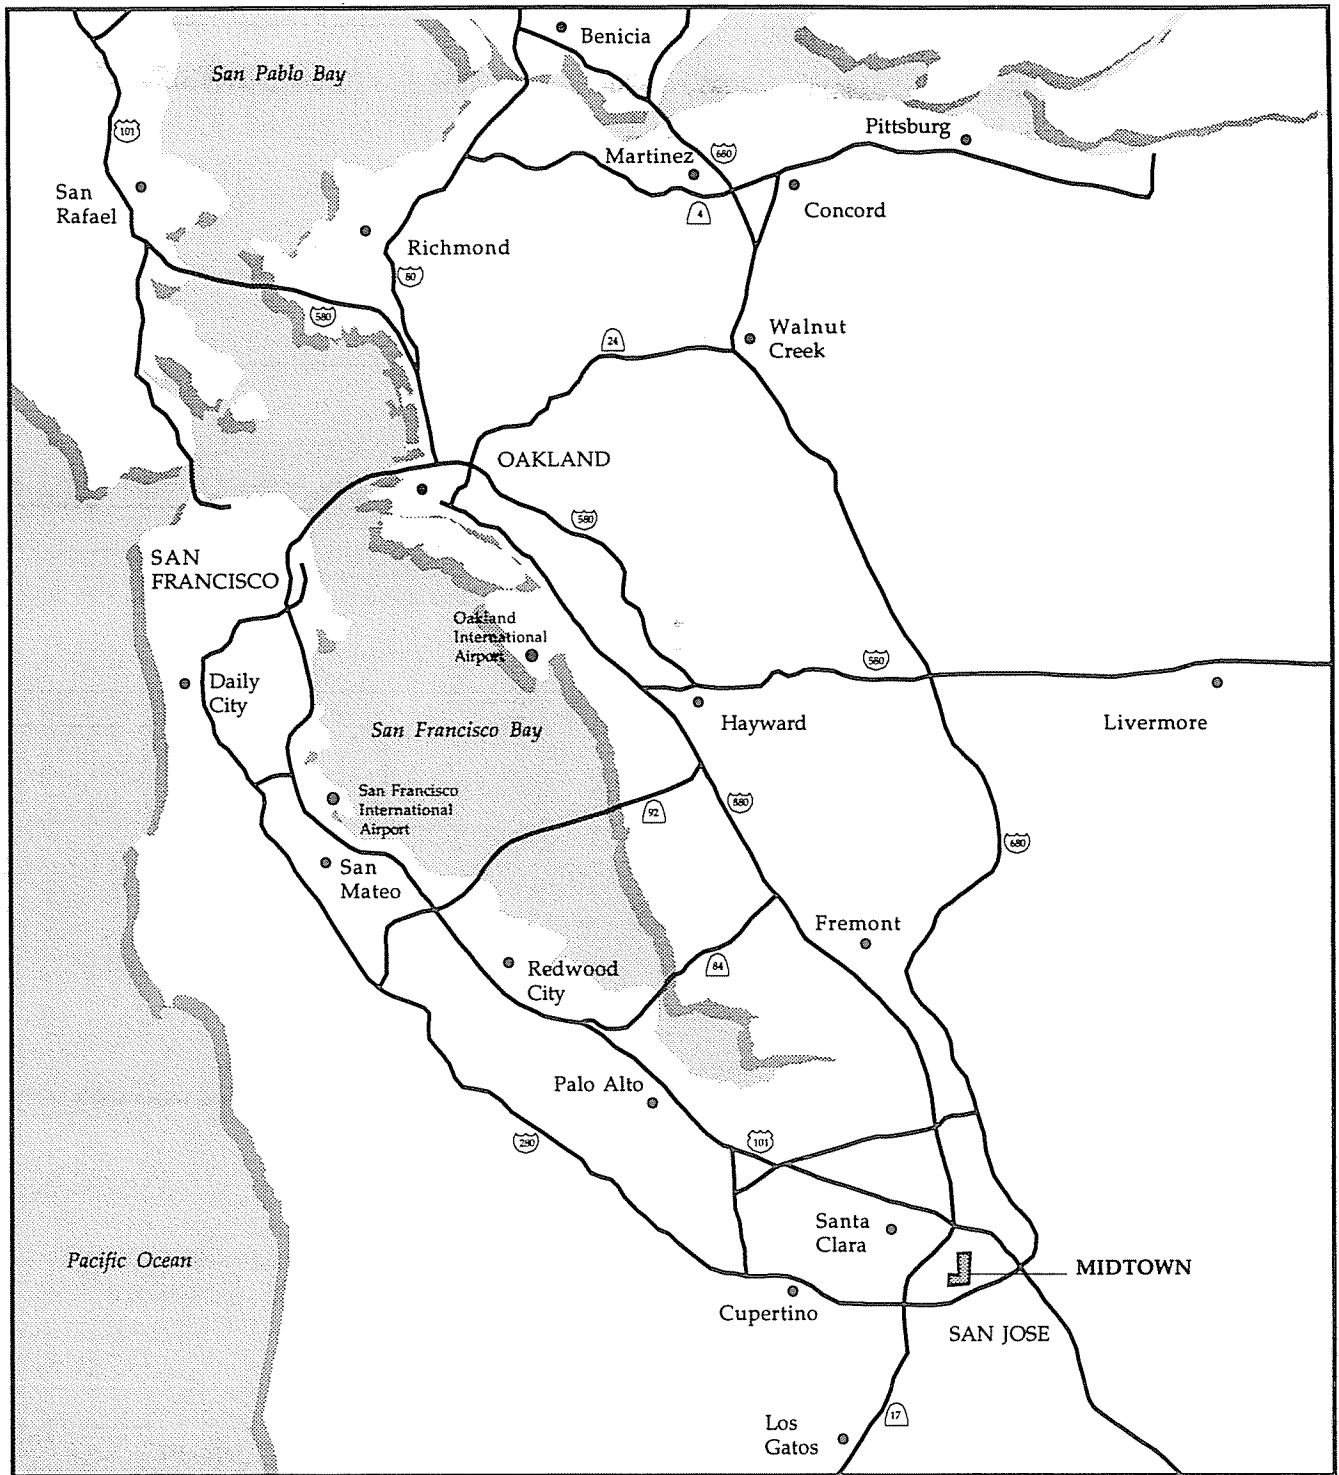 Benicia
San Pablo Bay
101
Pittsburg
Martinez
680
San
Rafael
Concord
4
Richmond
80
580
Walnut
Creek
24
OAKLAND
580
SAN
FRANCISCO
Oakland
International
Airport
580
Daily
City
Hayward
Livermore
San Francisco Bay
San Francisco
International
Airport
92
880
680
San
Mateo
Fremont
84
Redwood
City
Palo Alto
101
280
Santa
Clara
Pacific Ocean
MIDTOWN
Cupertino
SAN JOSE
17
Los
Gatos